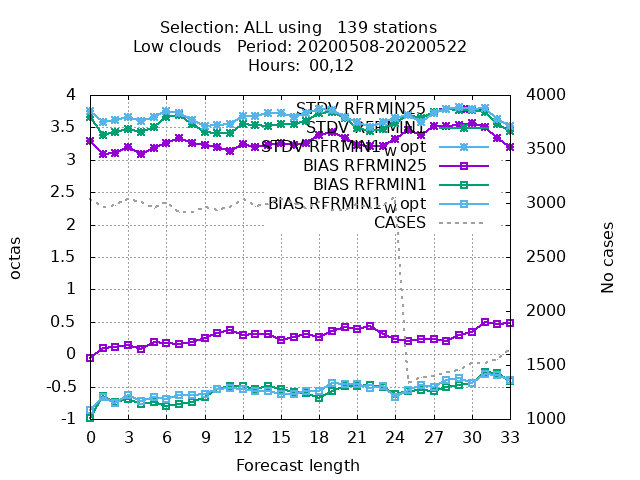 Selection: ALL using   139 stations
Low clouds   Period: 20200508-20200522
Hours:  00,12
4
3.5
3
2.5
2
1.5
1
0.5
0
-0.5
-1
octas
STDV RFRMIN25
STDV RFRMIN1
STDV RFRMIN1_w opt
BIAS RFRMIN25
BIAS RFRMIN1
BIAS RFRMIN1_w opt
CASES
4000
3500
3000
2500
2000
1500
1000
No cases
0 3 6 9 12 15 18 21 24 27 30 33
Forecast length